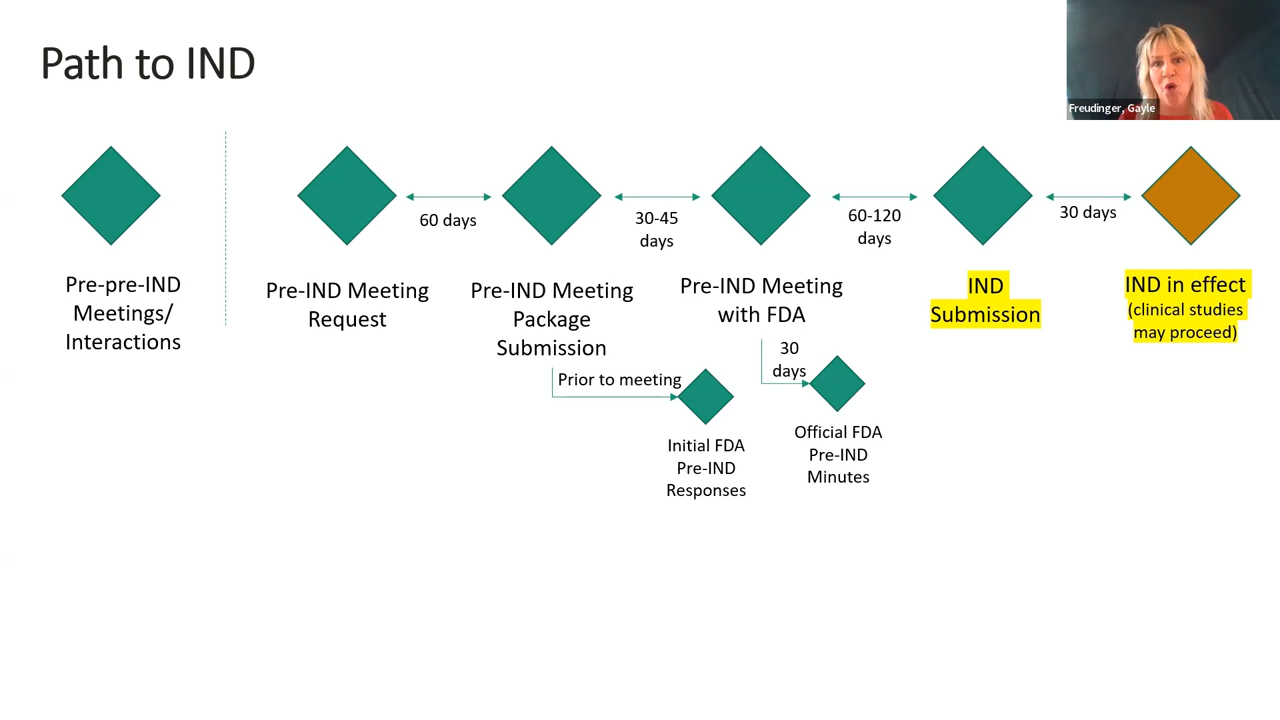 Path to IND
Freudinger, Gayle
60 days
30-45
days
60-120
days
30 days
Pre-pre-IND
Meetings/
Interactions
Pre-IND Meeting
Request
Pre-IND Meeting
Package
Submission
Pre-IND Meeting
with FDA
IND
Submission
IND in effect
(clinical studies
may proceed)
Prior to meeting
30
days
Initial FDA
Pre-IND
Responses
Official FDA
Pre-IND
Minutes